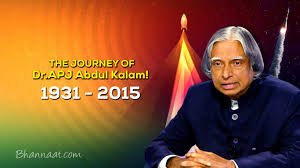 THE JOURNEY OF
Dr.APJ Abdul Kalam!
1931 - 2015
Bhannaat.com